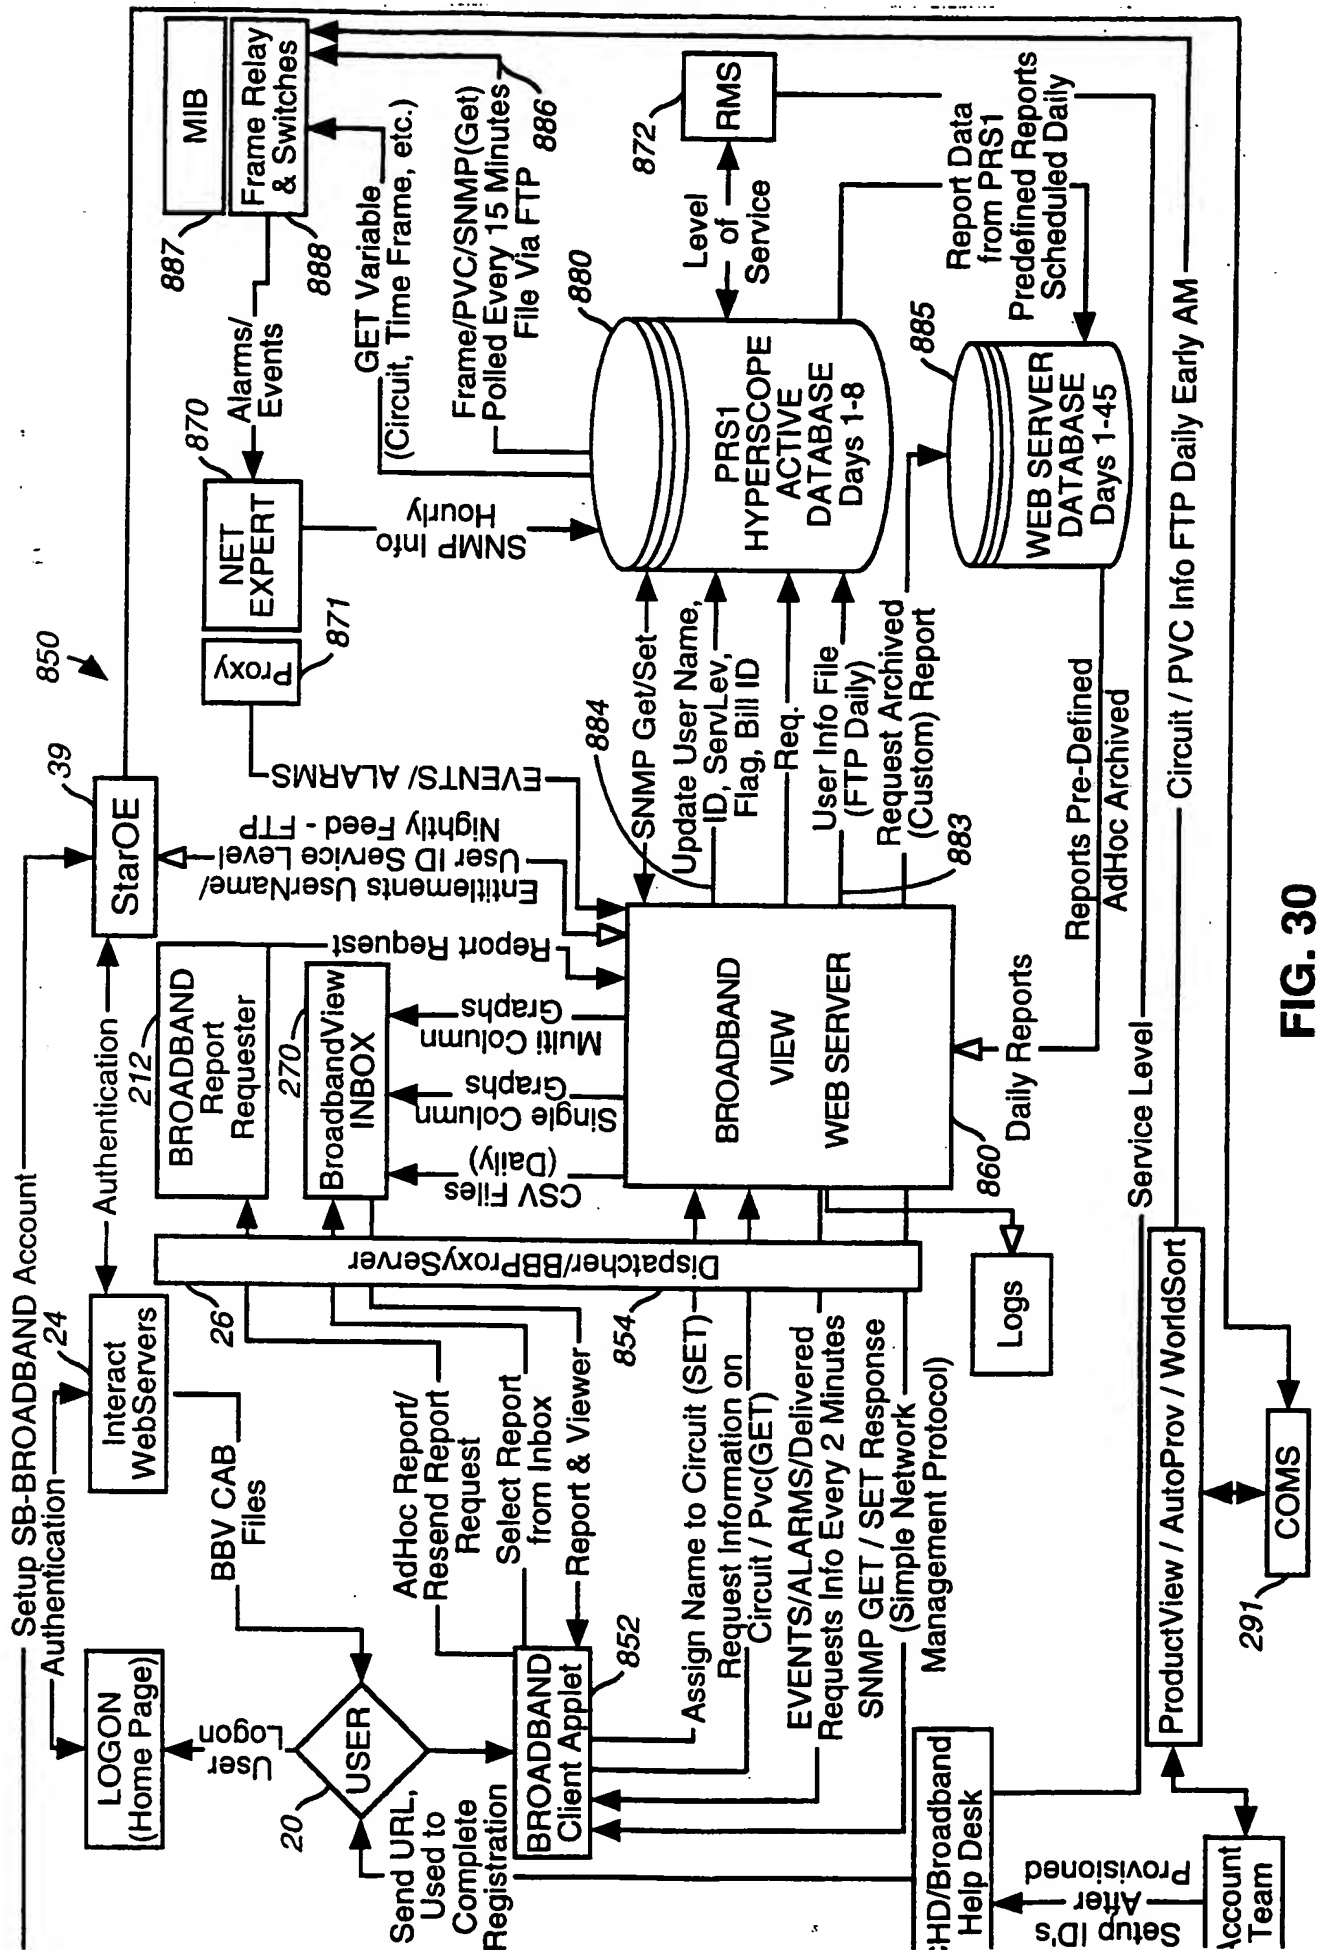 Setup SB-BROADBAND Account
Authentication
LOGON
(Home Page)
User
Logon
20
USER
Send URL,
Used to
Complete
Registration
24
Interact
WebServers
BBV CAB
Files
Authentication
39
StarOE
850
BROADBAND
Client Applet
852
AdHoc Report/
Resend Report
Request
Select Report
from Inbox
Report & Viewer
26
Dispatcher/BBProxyServer
854
Assign Name to Circuit (SET)
Request Information on
Circuit / Pvc(GET)
EVENTS/ALARMS/Delivered
Requests Info Every 2 Minutes
SNMP GET / SET Response
(Simple Network
Management Protocol)
212
BROADBAND
Report
Requester
270
BroadbandView
INBOX
Report Request
CSV Files
(Daily)
Single Column
Graphs
Multi Column
Graphs
Entitlements UserName/
User ID Service Level
Nightly Feed - FTP
EVENTS/ ALARMS
Proxy
871
NET
EXPERT
870
Alarms/
Events
MIB
887
Frame Relay
& Switches
888
SNMP Info
Hourly
GET Variable
(Circuit, Time Frame, etc.)
Frame/PVC/SNMP(Get)
Polled Every 15 Minutes
File Via FTP
886
BROADBAND
VIEW
WEB SERVER
860
Logs
SNMP Get/Set
884
Update User Name,
ID, ServLev,
Flag, Bill ID
Req.
User Info File
(FTP Daily)
883
Request Archived
(Custom) Report
880
PRS1
HYPERSCOPE
ACTIVE
DATABASE
Days 1-8
Level
of
Service
872
RMS
885
WEB SERVER
DATABASE
Days 1-45
Report Data
from PRS1
Predefined Reports
Scheduled Daily
Reports Pre-Defined
AdHoc Archived
Daily Reports
Service Level
Circuit / PVC Info FTP Daily Early AM
CHD/Broadband
Help Desk
Setup ID's
After
Provisioned
Account
Team
ProductView / AutoProv / WorldSort
291
COMS
FIG. 30